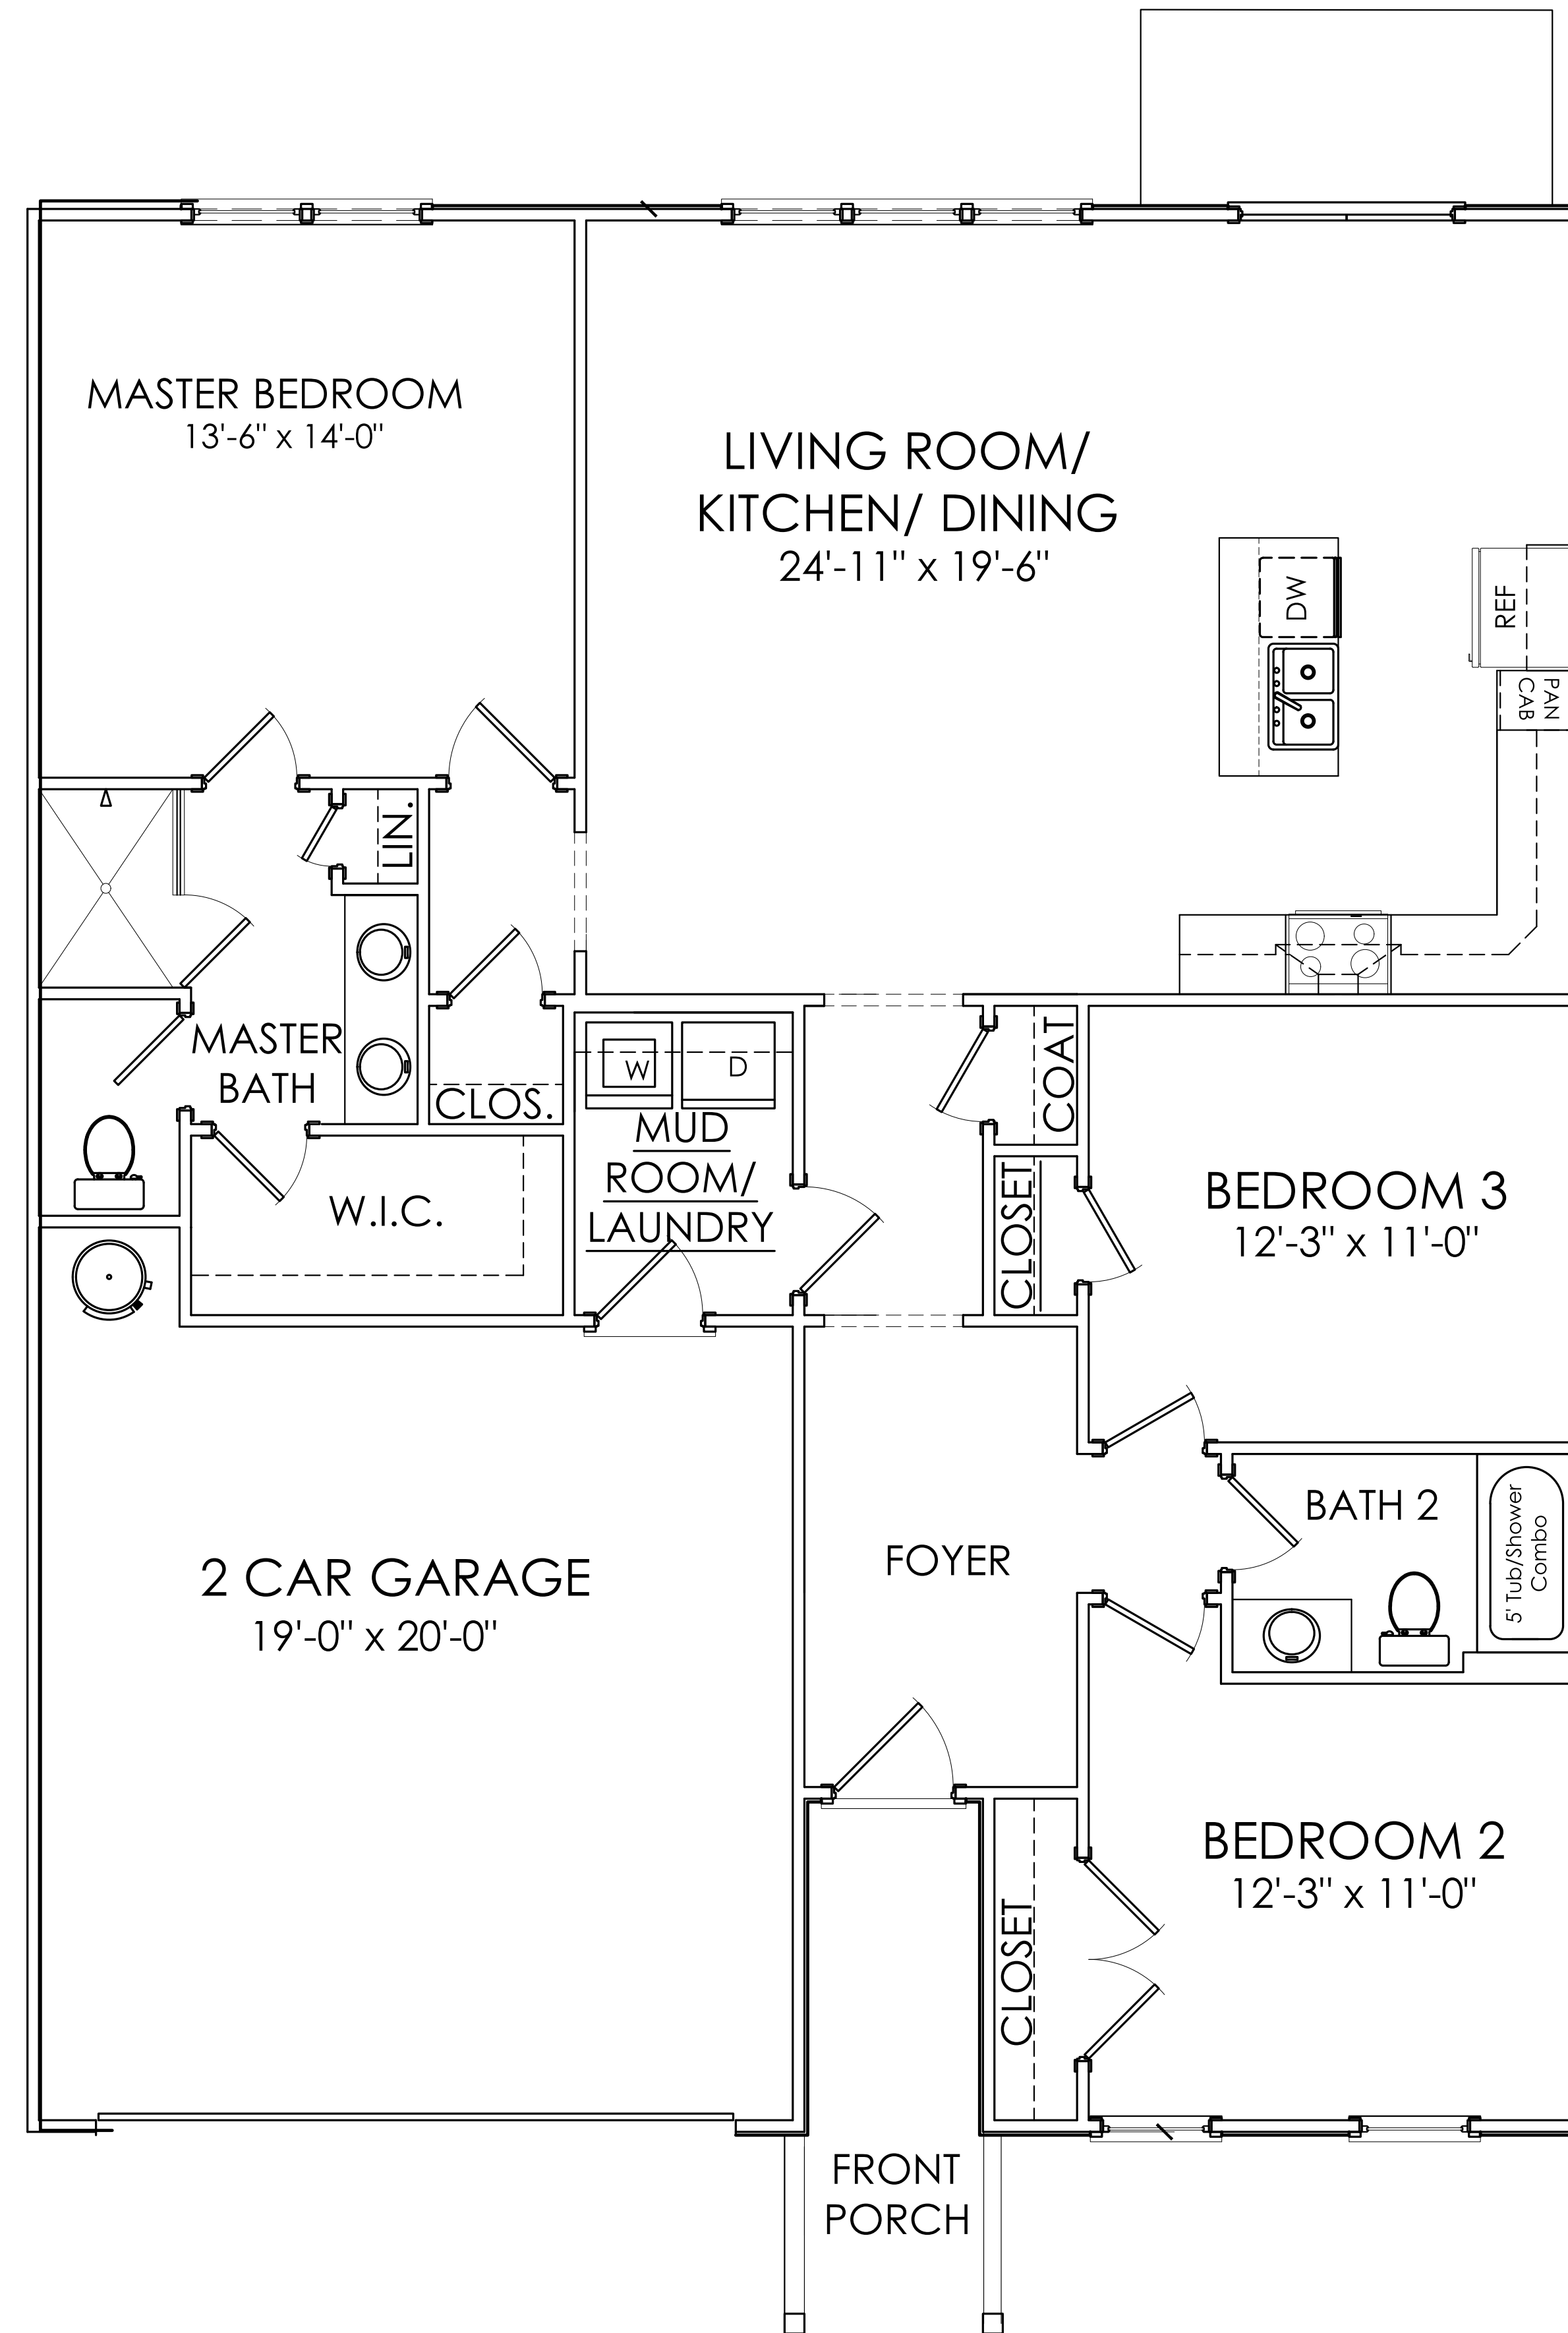 MASTER BEDROOM
13'-6" x 14'-0"
LIVING ROOM/
KITCHEN/ DINING
24'-11" x 19'-6"
DW
REF
PAN
CAB
LIN.
MASTER
BATH
CLOS.
W
D
MUD
ROOM/
LAUNDRY
COAT
CLOSET
W.I.C.
BEDROOM 3
12'-3" x 11'-0"
BATH 2
5' Tub/Shower
Combo
FOYER
2 CAR GARAGE
19'-0" x 20'-0"
BEDROOM 2
12'-3" x 11'-0"
CLOSET
FRONT
PORCH